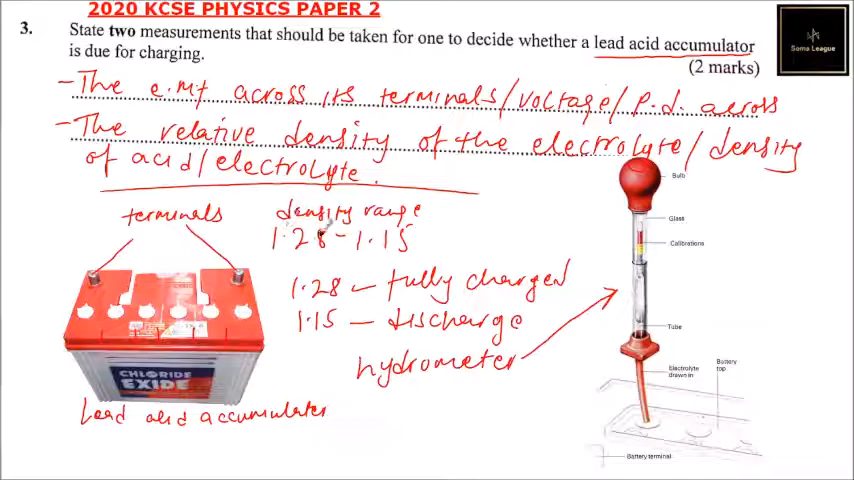 2020 KCSE PHYSICS PAPER 2
3. State two measurements that should be taken for one to decide whether a lead acid accumulator
is due for charging.
(2 marks)
Sama League
- The e.mf across its terminals/voltage/p.d. across
- The relative density of the electrolyte/density
of acid/electrolyte.
terminals
density range
1.28 - 1.15
1.28 - fully charged
1.15 - discharge
hydrometer
CHLORIDE
EXIDE
Lead acid accumulator
Bulb
Glass
Calibrations
Tube
Electrolyte
drawn in
Battery
top
Battery terminal